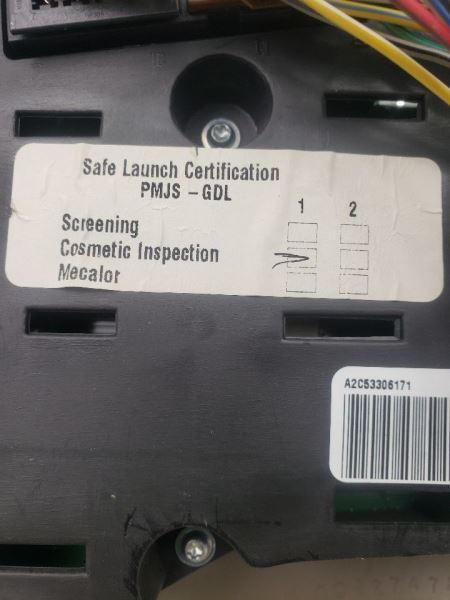 Safe Launch Certification
PMJS - GDL
1 2
Screening
Cosmetic Inspection
Mecalor
A2C53306171